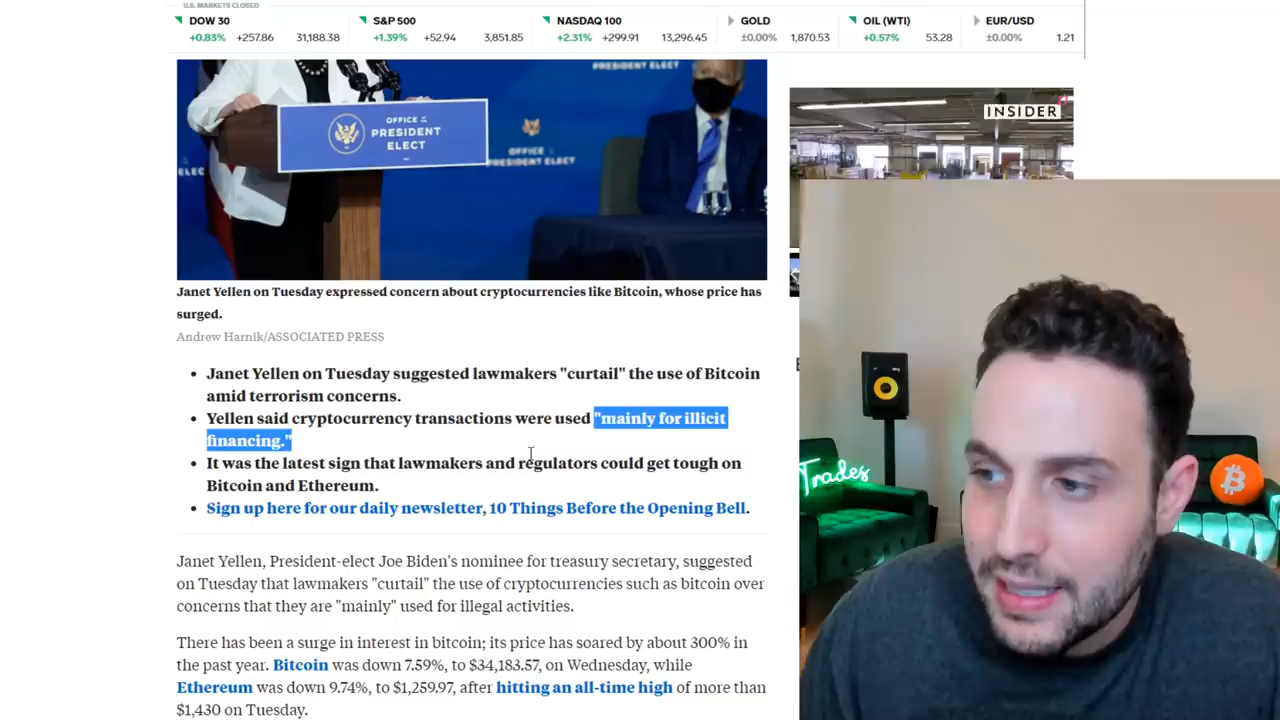 U.S. MARKETS CLOSED
DOW 30
+0.83% +257.86 31,188.38
S&P 500
+1.39% +52.94 3,851.85
NASDAQ 100
+2.31% +299.91 13,296.45
GOLD
±0.00% 1,870.53
OIL (WTI)
+0.57% 53.28
EUR/USD
±0.00% 1.21
PRESIDENT ELECT
OFFICE OF THE
PRESIDENT
ELECT
OFFICE OF THE
PRESIDENT ELECT
ELEC
INSIDER
Janet Yellen on Tuesday expressed concern about cryptocurrencies like Bitcoin, whose price has
surged.
Andrew Harnik/ASSOCIATED PRESS
• Janet Yellen on Tuesday suggested lawmakers "curtail" the use of Bitcoin
amid terrorism concerns.
• Yellen said cryptocurrency transactions were used "mainly for illicit
financing."
• It was the latest sign that lawmakers and regulators could get tough on
Bitcoin and Ethereum.
• Sign up here for our daily newsletter, 10 Things Before the Opening Bell.
Janet Yellen, President-elect Joe Biden's nominee for treasury secretary, suggested
on Tuesday that lawmakers "curtail" the use of cryptocurrencies such as bitcoin over
concerns that they are "mainly" used for illegal activities.
There has been a surge in interest in bitcoin; its price has soared by about 300% in
the past year. Bitcoin was down 7.59%, to $34,183.57, on Wednesday, while
Ethereum was down 9.74%, to $1,259.97, after hitting an all-time high of more than
$1,430 on Tuesday.
Trades